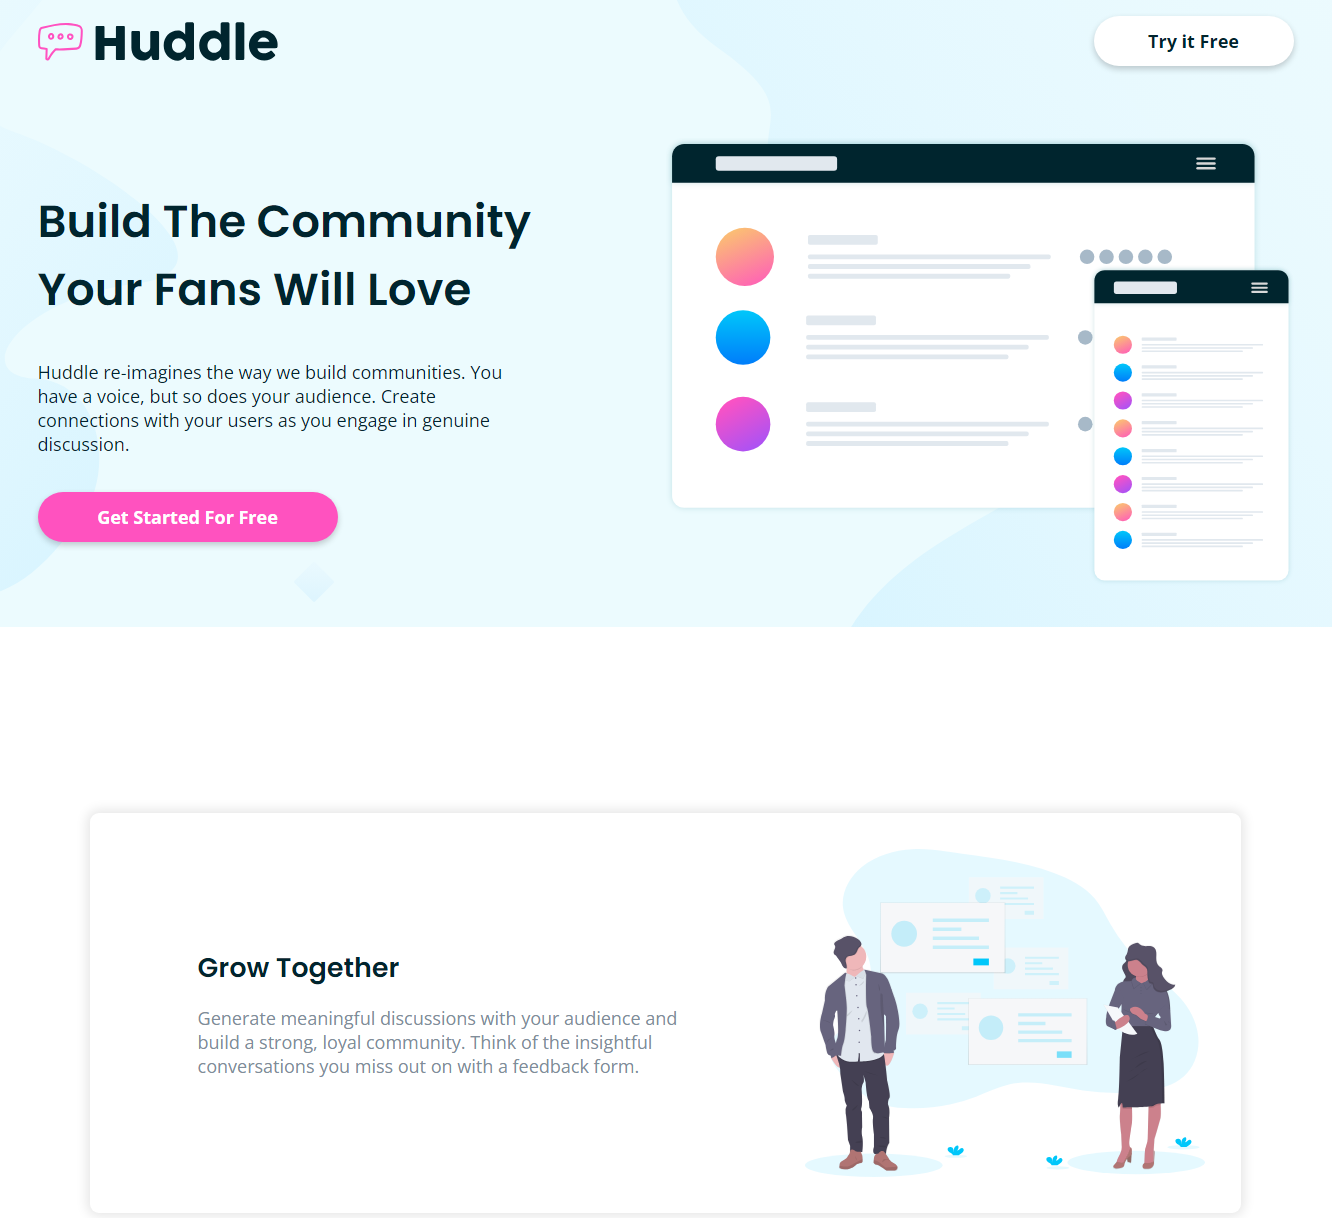 Huddle
Try it Free
Build The Community
Your Fans Will Love
Huddle re-imagines the way we build communities. You
have a voice, but so does your audience. Create
connections with your users as you engage in genuine
discussion.
Get Started For Free
Grow Together
Generate meaningful discussions with your audience and
build a strong, loyal community. Think of the insightful
conversations you miss out on with a feedback form.